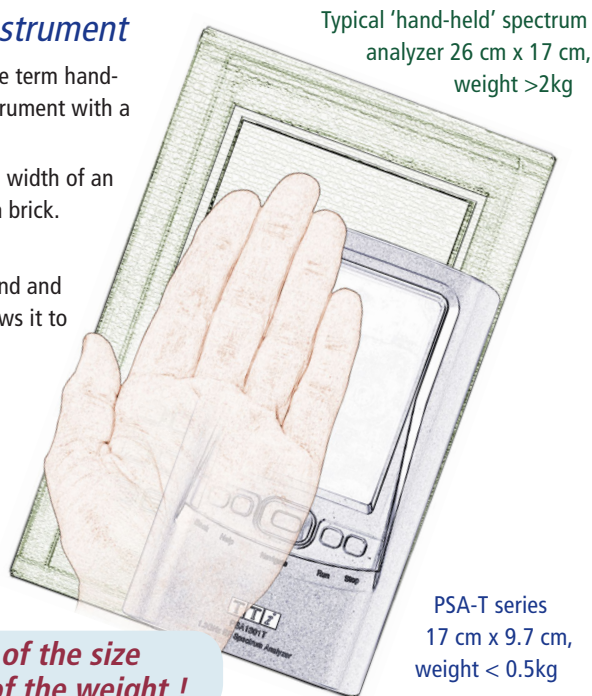 strument
Typical ‘hand-held’ spectrum
analyzer 26 cm x 17 cm,
weight >2kg
e term hand-
trument with a
width of an
brick.
nd and
ws it to
Run Stop
TTi
Spectrum Analyzer
PSA-T series
17 cm x 9.7 cm,
weight < 0.5kg
of the size
of the weight !